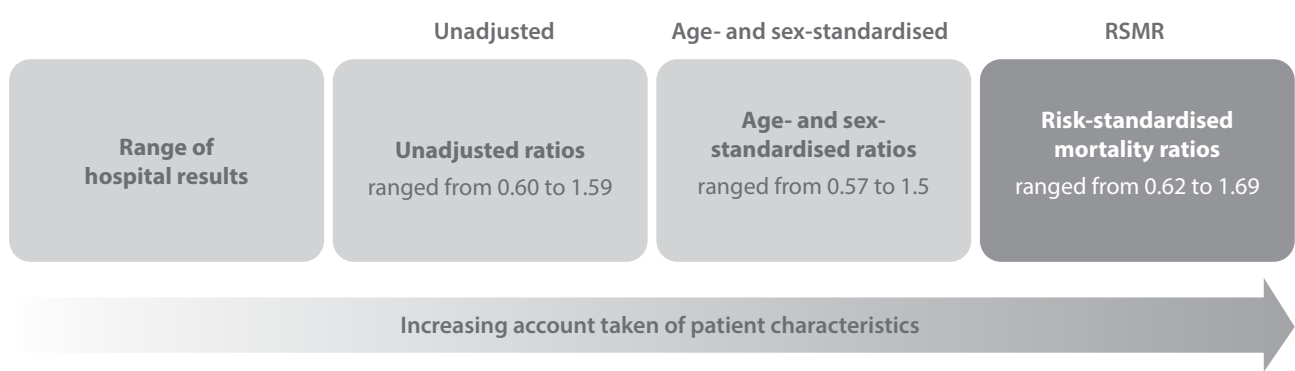 Unadjusted
Age- and sex-standardised
RSMR
Range of
hospital results
Unadjusted ratios
ranged from 0.60 to 1.59
Age- and sex-
standardised ratios
ranged from 0.57 to 1.5
Risk-standardised
mortality ratios
ranged from 0.62 to 1.69
Increasing account taken of patient characteristics